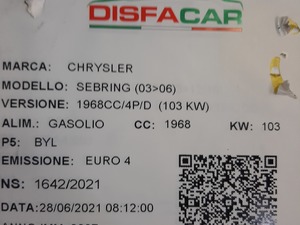 DISFACAR
MARCA: CHRYSLER
MODELLO: SEBRING (03>06)
VERSIONE: 1968CC/4P/D (103 KW)
ALIM.: GASOLIO CC: 1968 KW: 103
P5: BYL
EMISSIONE: EURO 4
NS: 1642/2021
DATA:28/06/2021 08:12:00